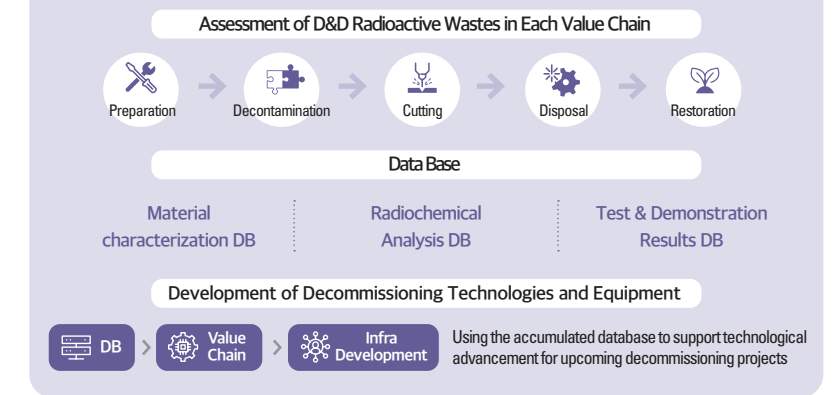 Assessment of D&D Radioactive Wastes in Each Value Chain
Preparation
Decontamination
Cutting
Disposal
Restoration
Data Base
Material
characterization DB
Radiochemical
Analysis DB
Test & Demonstration
Results DB
Development of Decommissioning Technologies and Equipment
DB
Value
Chain
Infra
Development
Using the accumulated database to support technological
advancement for upcoming decommissioning projects